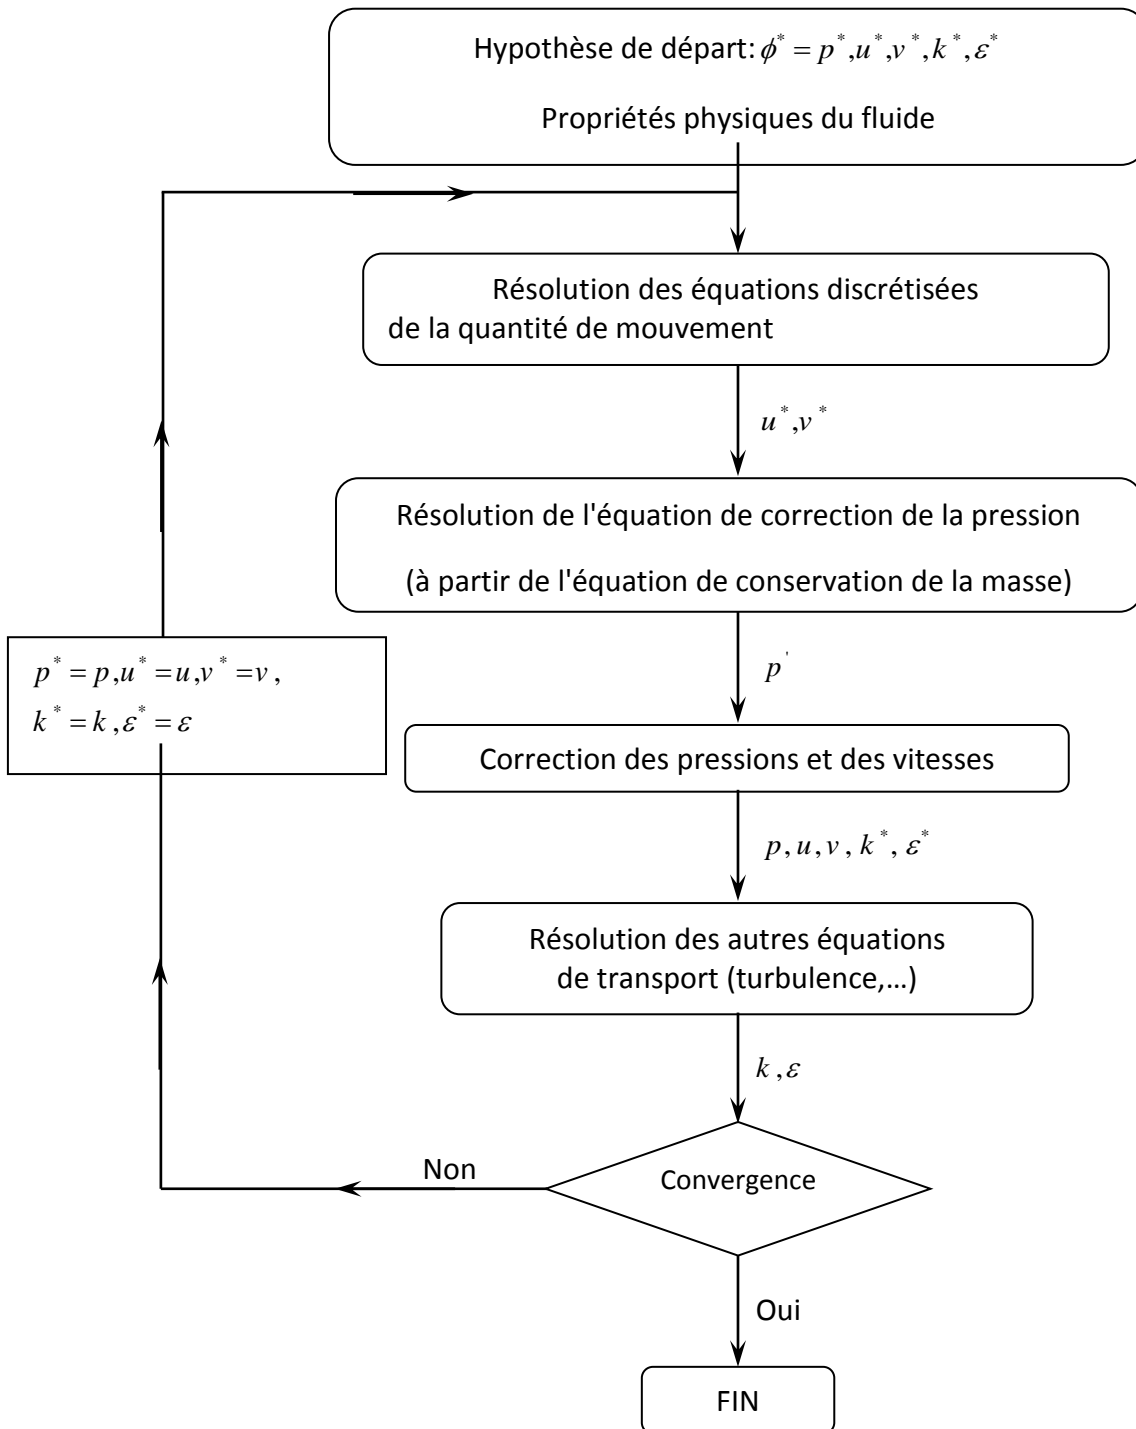 Hypothèse de départ: ϕ* = p*,u*,v*,k*,ε*
Propriétés physiques du fluide
Résolution des équations discrétisées
de la quantité de mouvement
u*,v*
Résolution de l'équation de correction de la pression
(à partir de l'équation de conservation de la masse)
p'
p* = p,u* = u,v* = v,
k* = k,ε* = ε
Correction des pressions et des vitesses
p, u, v, k*, ε*
Résolution des autres équations
de transport (turbulence,...)
k,ε
Non
Convergence
Oui
FIN